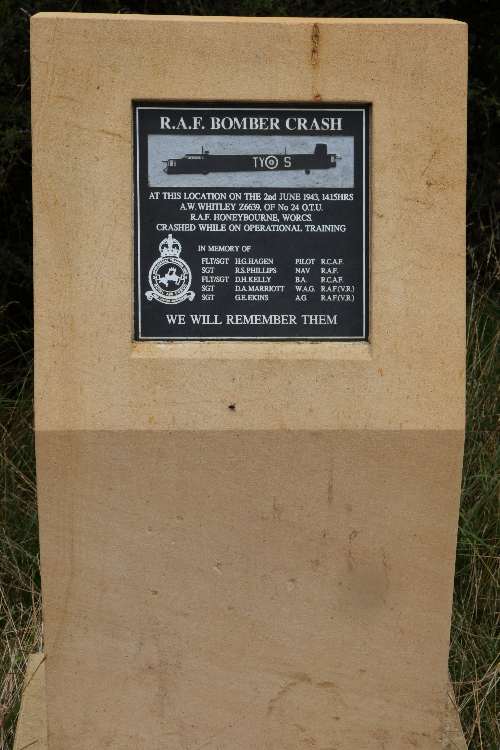 R.A.F. BOMBER CRASH
TY S
AT THIS LOCATION ON THE 2nd JUNE 1943, 14.15HRS
A.W. WHITLEY Z6639, OF No 24 O.T.U.
R.A.F. HONEYBOURNE, WORCS.
CRASHED WHILE ON OPERATIONAL TRAINING
IN MEMORY OF
FLT/SGT H.G. HAGEN PILOT R.C.A.F.
SGT R.S. PHILLIPS NAV R.A.F.
FLT/SGT D.H. KELLY B.A. R.C.A.F.
SGT D.A. MARRIOTT W.A.G. R.A.F.(V.R.)
SGT G.E. EKINS A.G. R.A.F.(V.R.)
WE WILL REMEMBER THEM